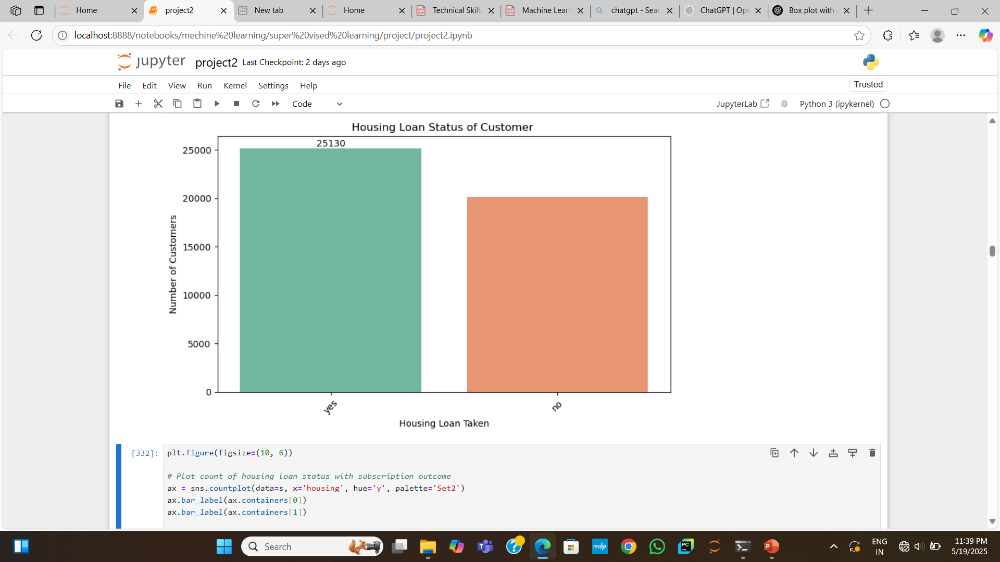 Home
project2
New tab
Home
Technical Skills
Machine Learn
chatgpt - Sear
ChatGPT | Ope
Box plot with
localhost:8888/notebooks/mechine%20learning/super%20vised%20learning/project/project2.ipynb
jupyter project2 Last Checkpoint: 2 days ago
File Edit View Run Kernel Settings Help
Trusted
Code
JupyterLab
Python 3 (ipykernel)
Housing Loan Status of Customer
25130
25000
20000
15000
10000
5000
0
Number of Customers
yes
no
Housing Loan Taken
[332]:
plt.figure(figsize=(10, 6))
# Plot count of housing loan status with subscription outcome
ax = sns.countplot(data=s, x='housing', hue='y', palette='Set2')
ax.bar_label(ax.containers[0])
ax.bar_label(ax.containers[1])
Search
ENG
IN
11:39 PM
5/19/2025